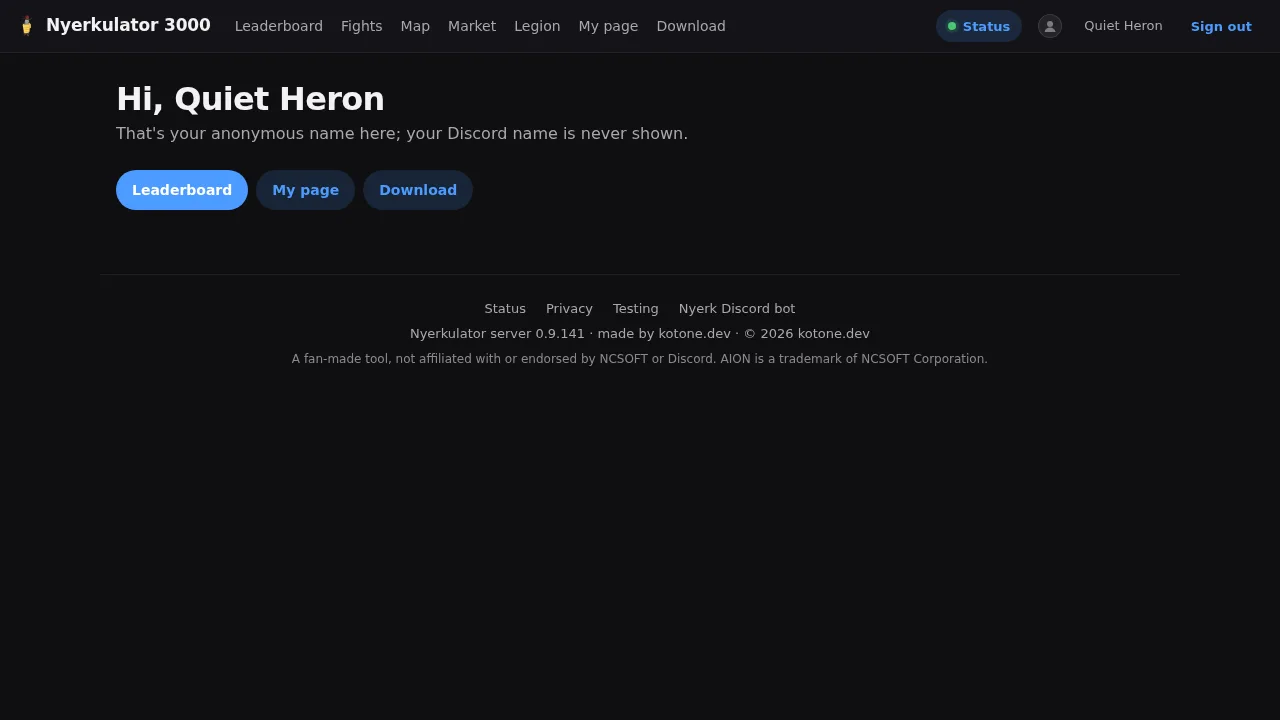 Nyerkulator 3000 Leaderboard Fights Map Market Legion My page Download Status Quiet Heron Sign out
Hi, Quiet Heron
That's your anonymous name here; your Discord name is never shown.
Leaderboard My page Download
Status Privacy Testing Nyerk Discord bot
Nyerkulator server 0.9.141 · made by kotone.dev · © 2026 kotone.dev
A fan-made tool, not affiliated with or endorsed by NCSOFT or Discord. AION is a trademark of NCSOFT Corporation.